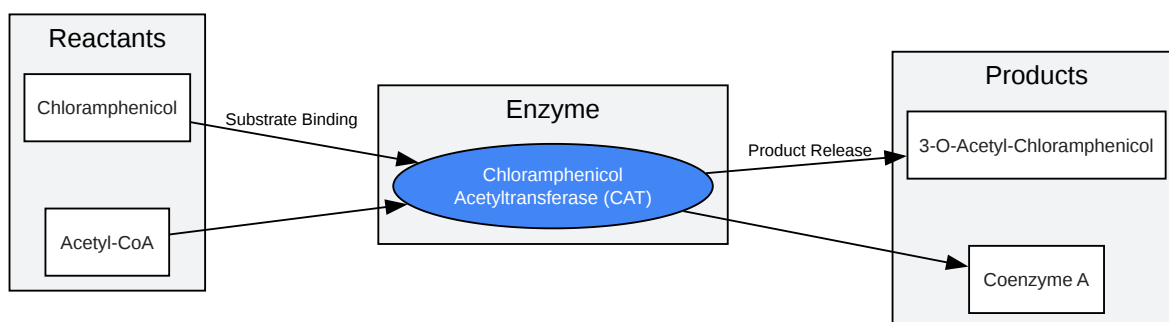 Reactants
Chloramphenicol
Acetyl-CoA
Substrate Binding
Enzyme
Chloramphenicol
Acetyltransferase (CAT)
Product Release
Products
3-O-Acetyl-Chloramphenicol
Coenzyme A